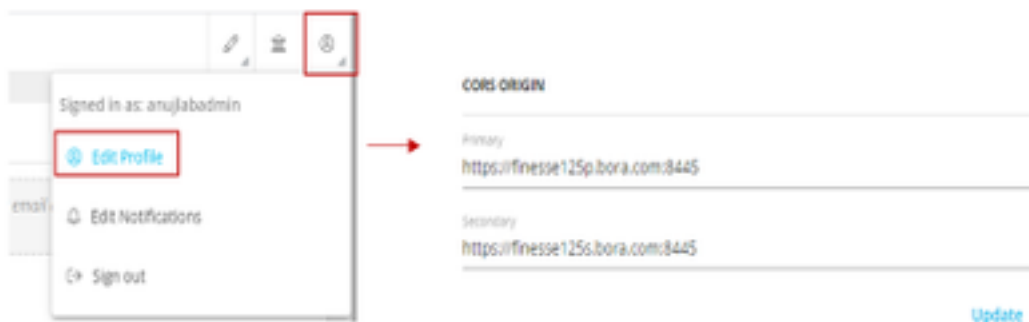 Signed in as: anujlabadmin
Edit Profile
email
Edit Notifications
Sign out
CORS ORIGIN
Primary
https://finesse125p.bora.com:8445
Secondary
https://finesse125s.bora.com:8445
Update